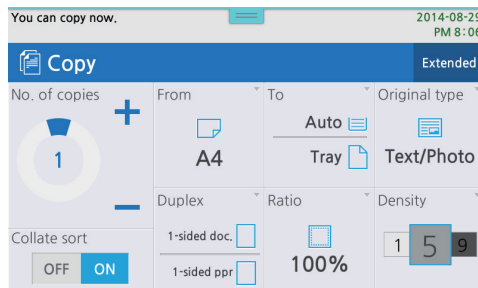 You can copy now.
2014-08-29
PM 8:06
Copy
Extended
No. of copies
1
From
A4
To
Auto
Tray
Original type
Text/Photo
Collate sort
OFF ON
Duplex
1-sided doc.
1-sided ppr
Ratio
100%
Density
1 5 9